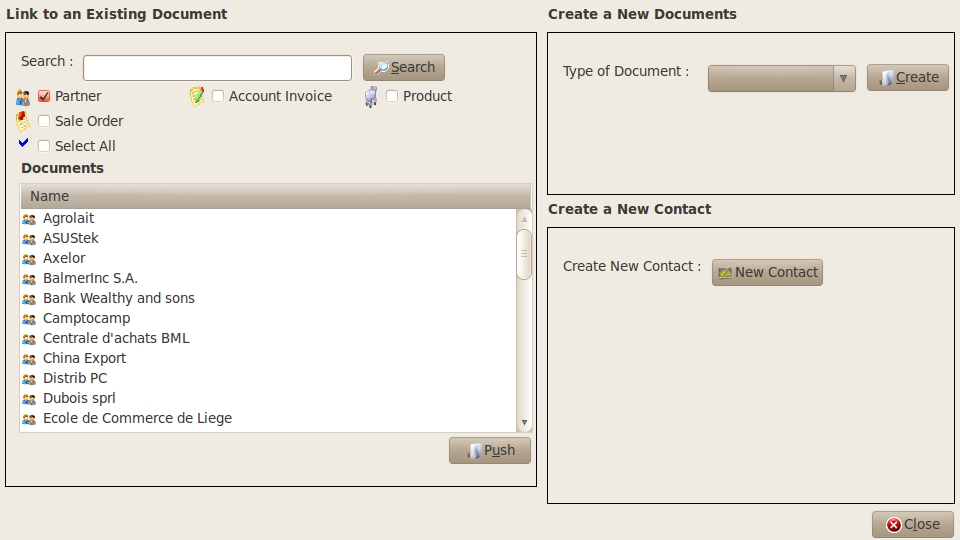 Link to an Existing Document
Search :
Search
Partner
Account Invoice
Product
Sale Order
Select All
Documents
Name
Agrolait
ASUStek
Axelor
BalmerInc S.A.
Bank Wealthy and sons
Camptocamp
Centrale d'achats BML
China Export
Distrib PC
Dubois sprl
Ecole de Commerce de Liege
Push
Create a New Documents
Type of Document :
Create
Create a New Contact
Create New Contact :
New Contact
Close